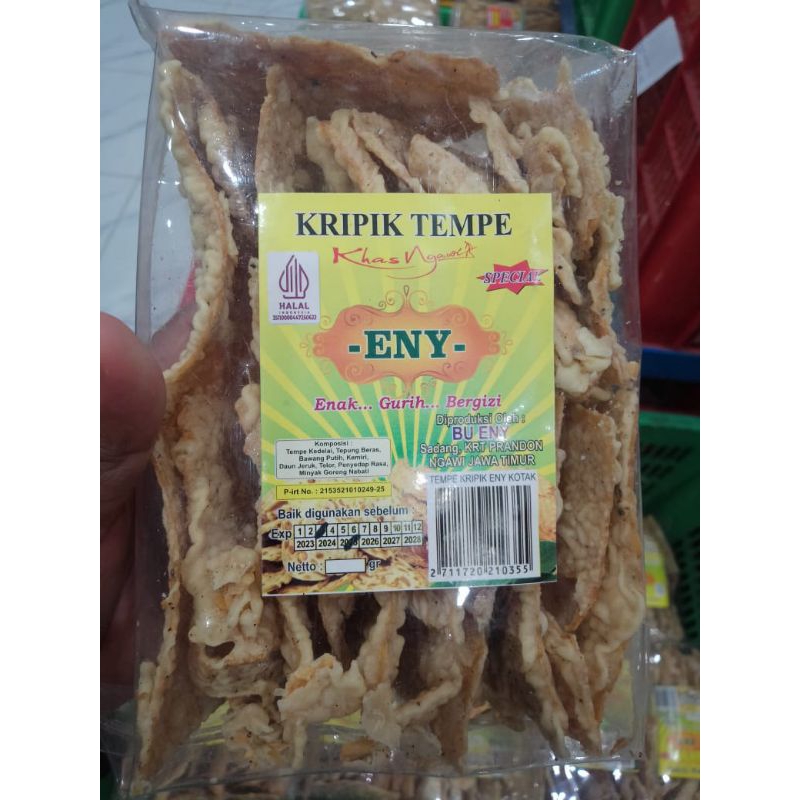 KRIPIK TEMPE
Khas Ngawi
SPECIAL
HALAL
INDONESIA
-ENY-
Enak... Gurih... Bergizi
Diproduksi Oleh :
BU ENY
Sadang, KRT PRANDON
NGAWI JAWA TIMUR
Komposisi :
Tempe Kedelai, Tepung Beras,
Bawang Putih, Kemiri,
Daun Jeruk, Telor, Penyedap Rasa,
Minyak Goreng Nabati
P-irt No. : 2153521610249-25
Baik digunakan sebelum :
Exp 1 2 4 5 6 7 8 9 10 11 12
2023 2024 2026 2027 2028
Netto : gr
TEMPE KRIPIK ENY KOTAK
2 711720 210355